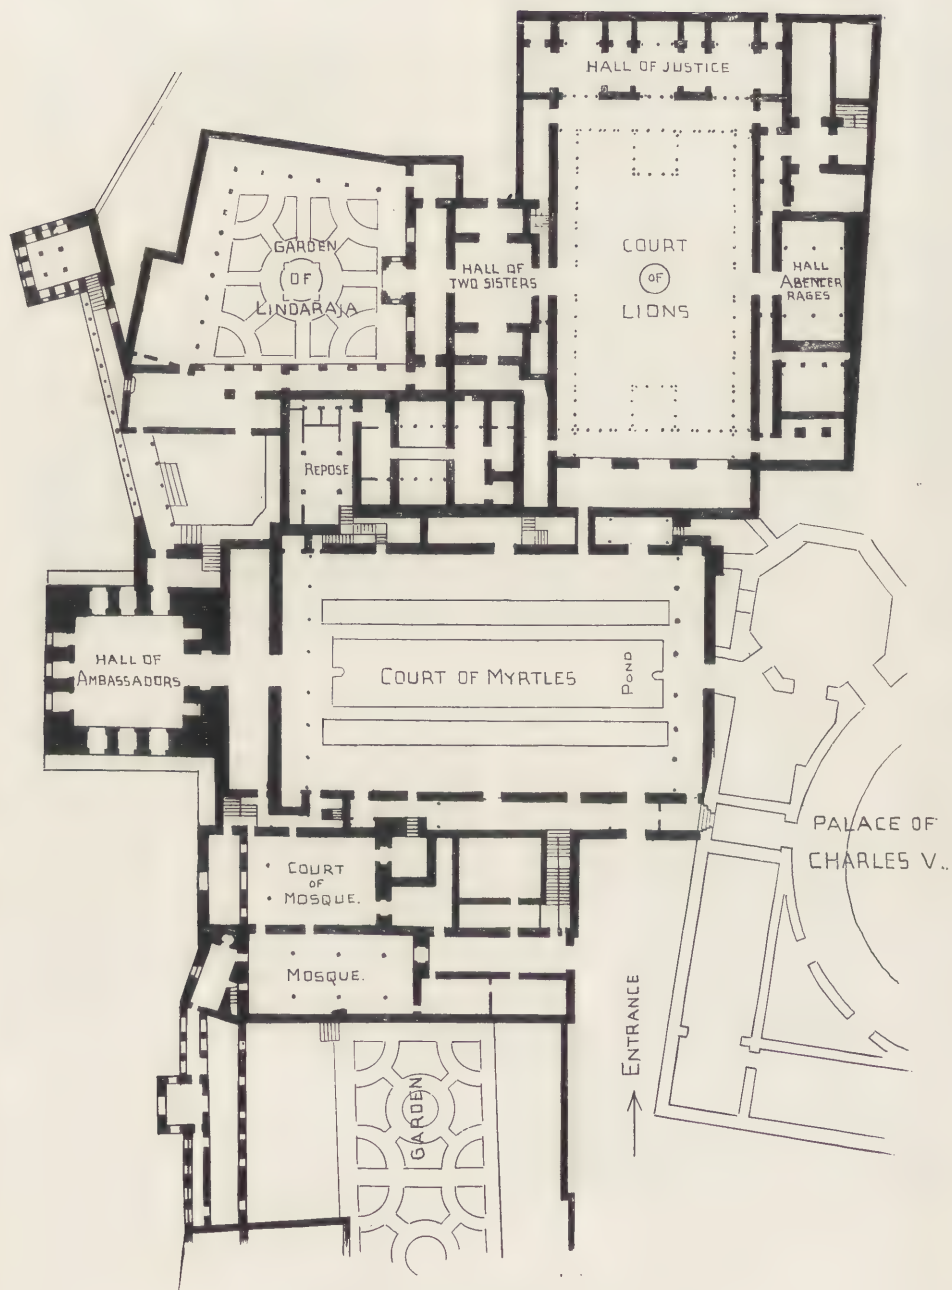 HALL OF JUSTICE
GARDEN
OF
LINDARAJA
HALL OF
TWO SISTERS
COURT
OF
LIONS
HALL
ABENCER
RAGES
REPOSE
HALL OF
AMBASSADORS
COURT OF MYRTLES
POND
PALACE OF
CHARLES V..
COURT
OF
MOSQUE.
MOSQUE.
ENTRANCE
GARDEN